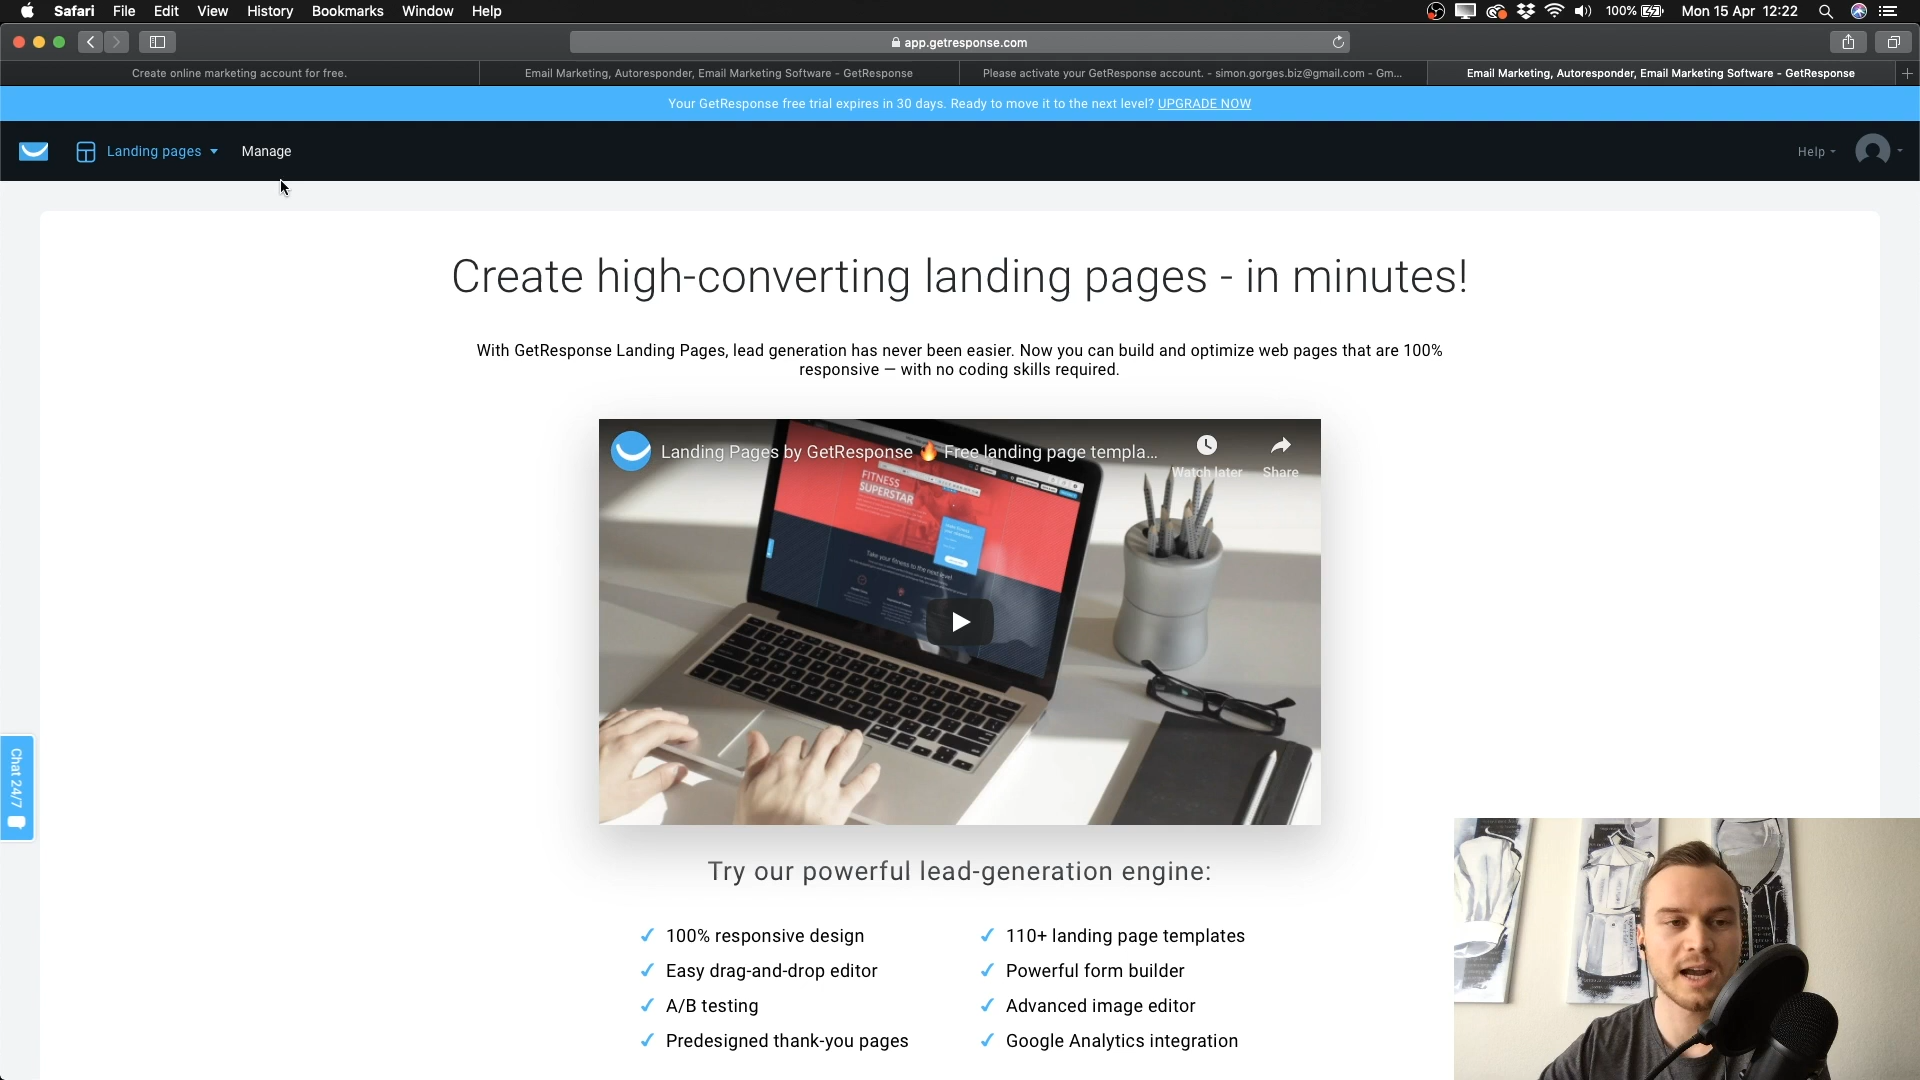 Safari File Edit View History Bookmarks Window Help
100% Mon 15 Apr 12:22
app.getresponse.com
Create online marketing account for free.
Email Marketing, Autoresponder, Email Marketing Software - GetResponse
Please activate your GetResponse account. - simon.gorges.biz@gmail.com - Gm...
Email Marketing, Autoresponder, Email Marketing Software - GetResponse
Your GetResponse free trial expires in 30 days. Ready to move it to the next level? UPGRADE NOW
Landing pages Manage Help
Create high-converting landing pages - in minutes!
With GetResponse Landing Pages, lead generation has never been easier. Now you can build and optimize web pages that are 100%
responsive — with no coding skills required.
Landing Pages by GetResponse 🔥 Free landing page templa...
Watch later Share
FITNESS
SUPERSTAR
Take your fitness to the next level
Chat 24/7
Try our powerful lead-generation engine:
✓ 100% responsive design
✓ Easy drag-and-drop editor
✓ A/B testing
✓ Predesigned thank-you pages
✓ 110+ landing page templates
✓ Powerful form builder
✓ Advanced image editor
✓ Google Analytics integration